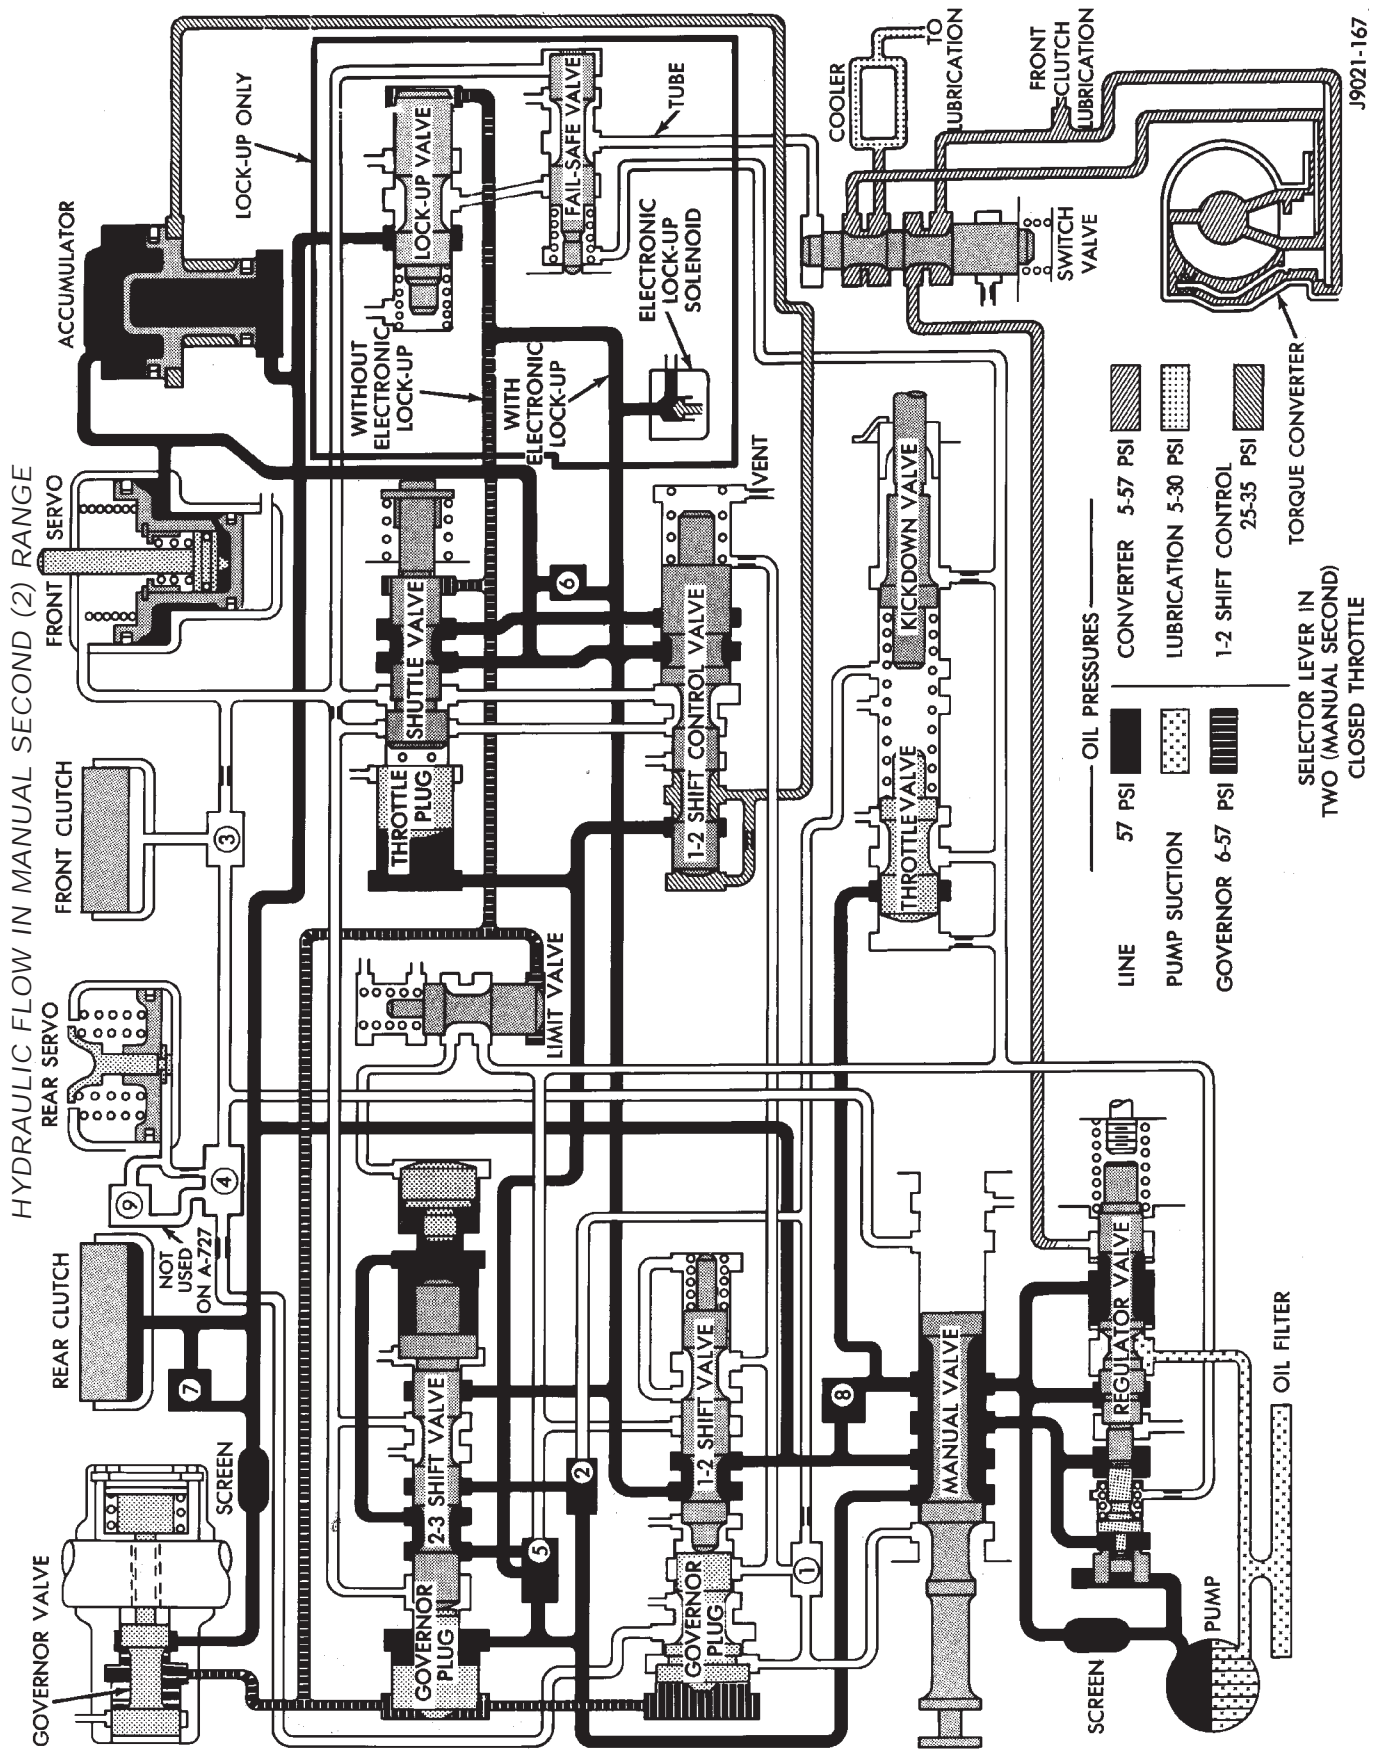 HYDRAULIC FLOW IN MANUAL SECOND (2) RANGE
GOVERNOR VALVE
SCREEN
REAR CLUTCH
7
NOT
USED
ON A-727
9
4
REAR SERVO
FRONT CLUTCH
3
FRONT SERVO
ACCUMULATOR
LOCK-UP ONLY
GOVERNOR
PLUG
2-3 SHIFT VALVE
5
2
LIMIT VALVE
THROTTLE
PLUG
SHUTTLE VALVE
6
WITHOUT
ELECTRONIC
LOCK-UP
WITH
ELECTRONIC
LOCK-UP
LOCK-UP VALVE
FAIL-SAFE VALVE
TUBE
ELECTRONIC
LOCK-UP
SOLENOID
GOVERNOR
PLUG
1-2 SHIFT VALVE
1
8
1-2 SHIFT CONTROL VALVE
VENT
MANUAL VALVE
THROTTLE VALVE
KICKDOWN VALVE
SWITCH
VALVE
COOLER
TO
LUBRICATION
FRONT
CLUTCH
LUBRICATION
SCREEN
PUMP
REGULATOR VALVE
OIL FILTER
OIL PRESSURES
LINE 57 PSI
PUMP SUCTION
GOVERNOR 6-57 PSI
CONVERTER 5-57 PSI
LUBRICATION 5-30 PSI
1-2 SHIFT CONTROL
25-35 PSI
TORQUE CONVERTER
SELECTOR LEVER IN
TWO (MANUAL SECOND)
CLOSED THROTTLE
J9021-167